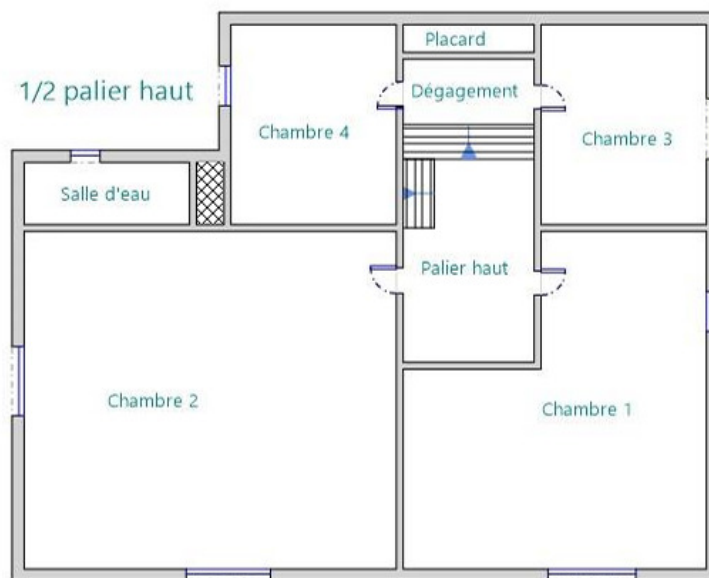 Placard
1/2 palier haut
Dégagement
Chambre 4
Chambre 3
Salle d'eau
Palier haut
Chambre 2
Chambre 1